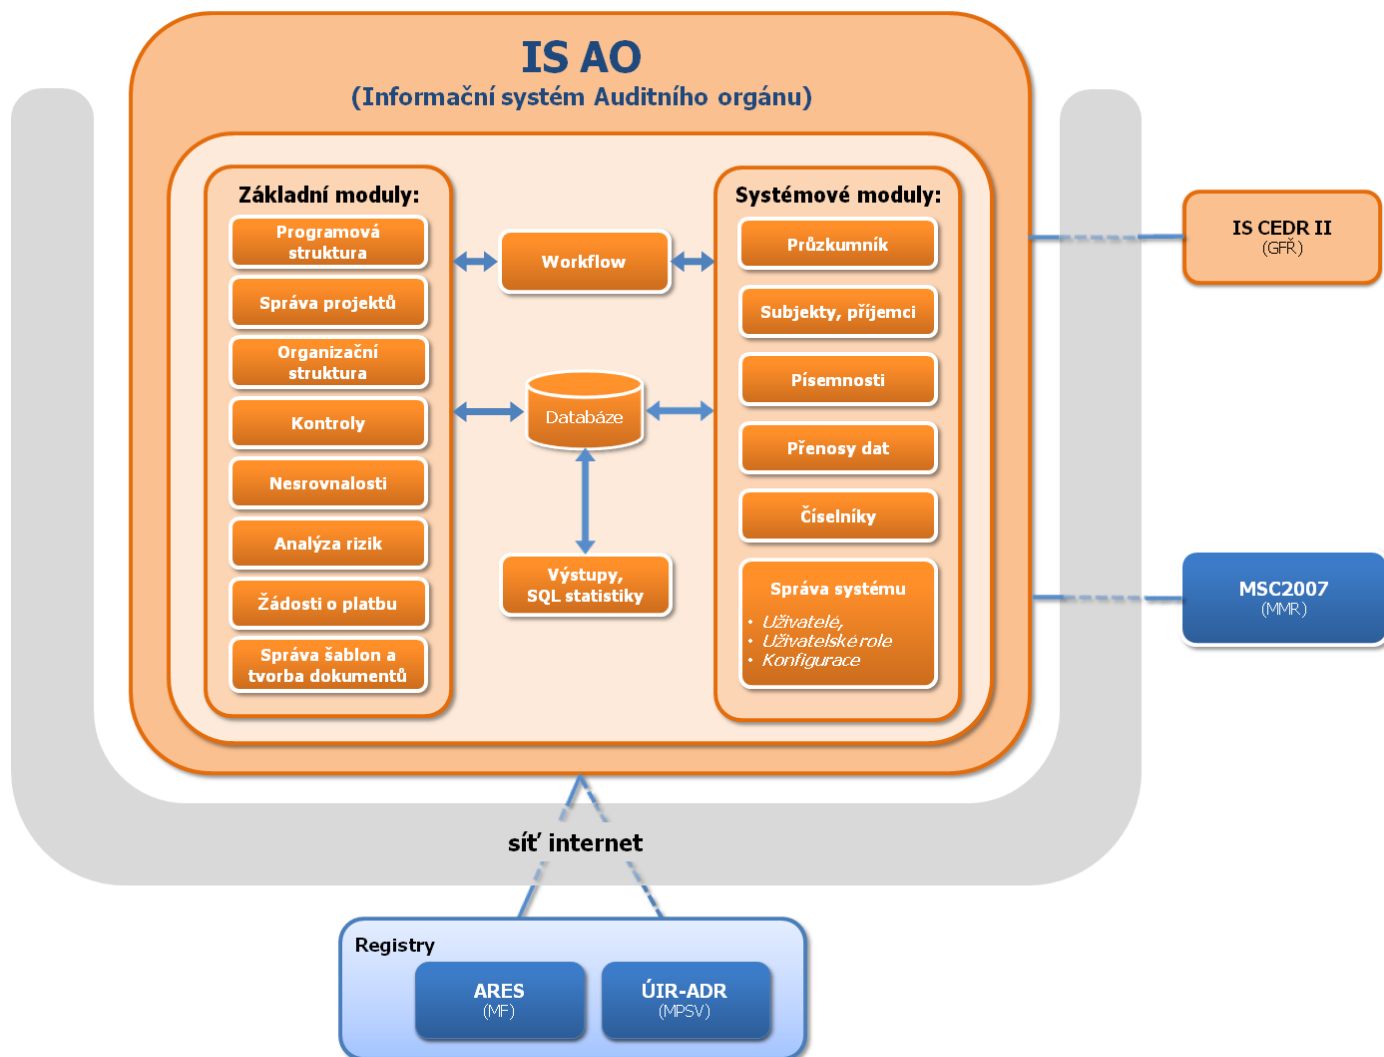 IS AO
(Informační systém Auditního orgánu)
Základní moduly:
Programová
struktura
Správa projektů
Organizační
struktura
Kontroly
Nesrovnalosti
Analýza rizik
Žádosti o platbu
Správa šablon a
tvorba dokumentů
Workflow
Databáze
Výstupy,
SQL statistiky
Systémové moduly:
Průzkumník
Subjekty, příjemci
Písemnosti
Přenosy dat
Číselníky
Správa systému
• Uživatelé,
• Uživatelské role
• Konfigurace
IS CEDR II
(GFŘ)
MSC2007
(MMR)
síť internet
Registry
ARES
(MF)
ÚIR-ADR
(MPSV)